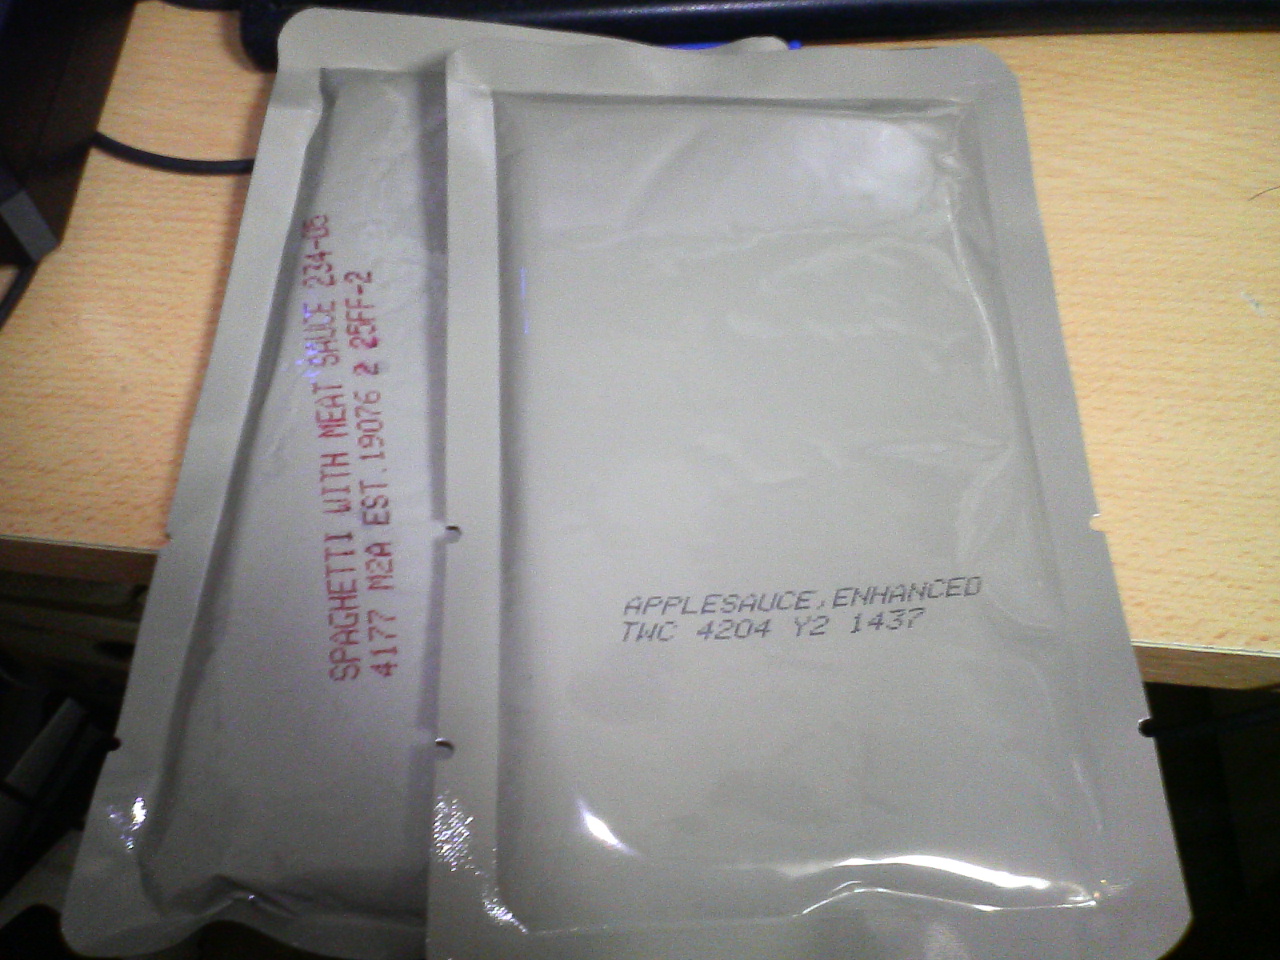 SPAGHETTI WITH MEAT SAUCE 234-05
4177 M2A EST.19076 2 25FF-2
APPLESAUCE,ENHANCED
TWC 4204 Y2 1437